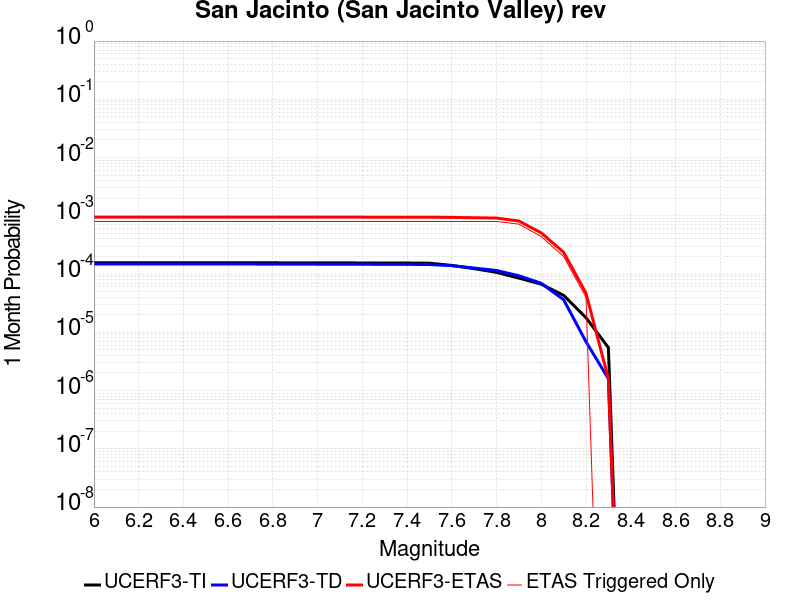 San Jacinto (San Jacinto Valley) rev
10^0
10^-1
10^-2
10^-3
10^-4
10^-5
10^-6
10^-7
10^-8
1 Month Probability
6 6.2 6.4 6.6 6.8 7 7.2 7.4 7.6 7.8 8 8.2 8.4 8.6 8.8 9
Magnitude
UCERF3-TI UCERF3-TD UCERF3-ETAS ETAS Triggered Only